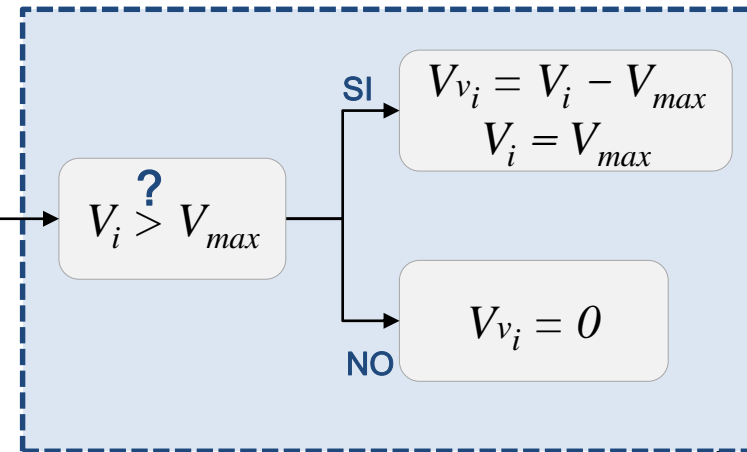 SI
Vv_i = V_i − V_max
V_i = V_max
?
V_i > V_max
Vv_i = 0
NO